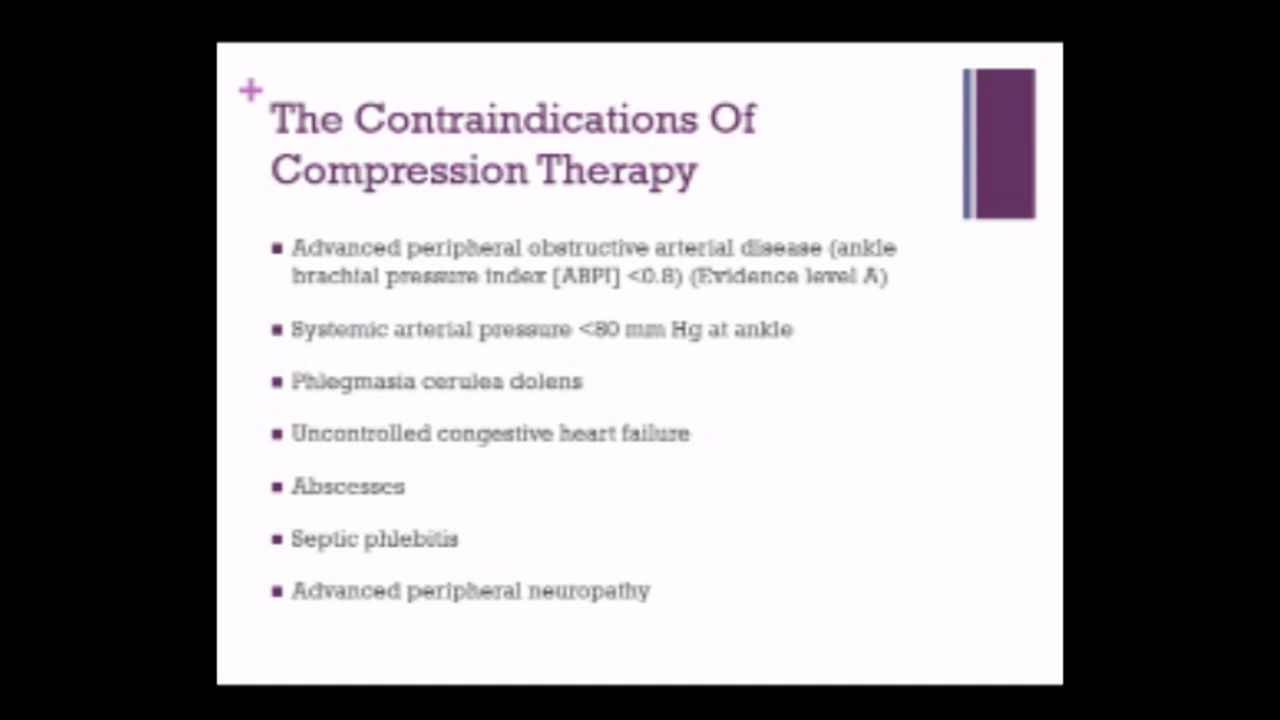 The Contraindications Of
Compression Therapy
Advanced peripheral obstructive arterial disease (ankle
brachial pressure index [ABPI] <0.8) (Evidence level A)
Systemic arterial pressure <80 mm Hg at ankle
Phlegmasia cerulea dolens
Uncontrolled congestive heart failure
Abscesses
Septic phlebitis
Advanced peripheral neuropathy